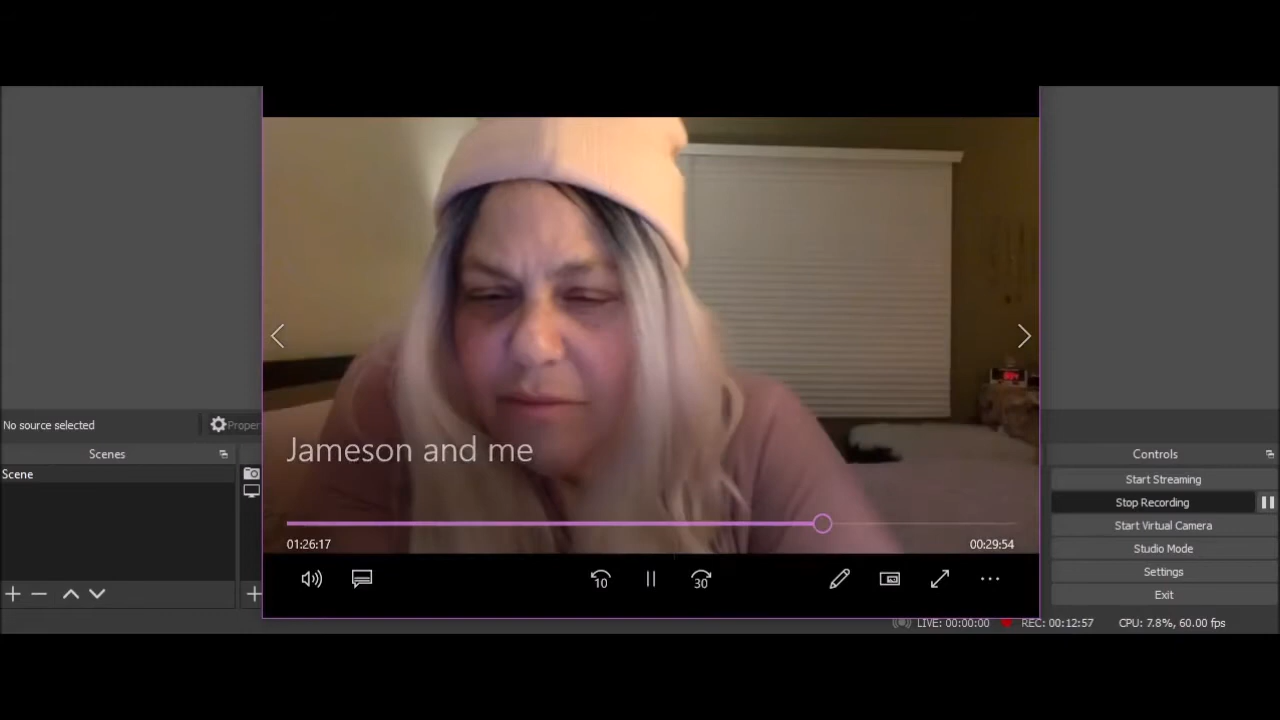 No source selected
Proper
Scenes
Scene
Jameson and me
01:26:17
00:29:54
10
30
Controls
Start Streaming
Stop Recording
Start Virtual Camera
Studio Mode
Settings
Exit
LIVE: 00:00:00
REC: 00:12:57
CPU: 7.8%, 60.00 fps